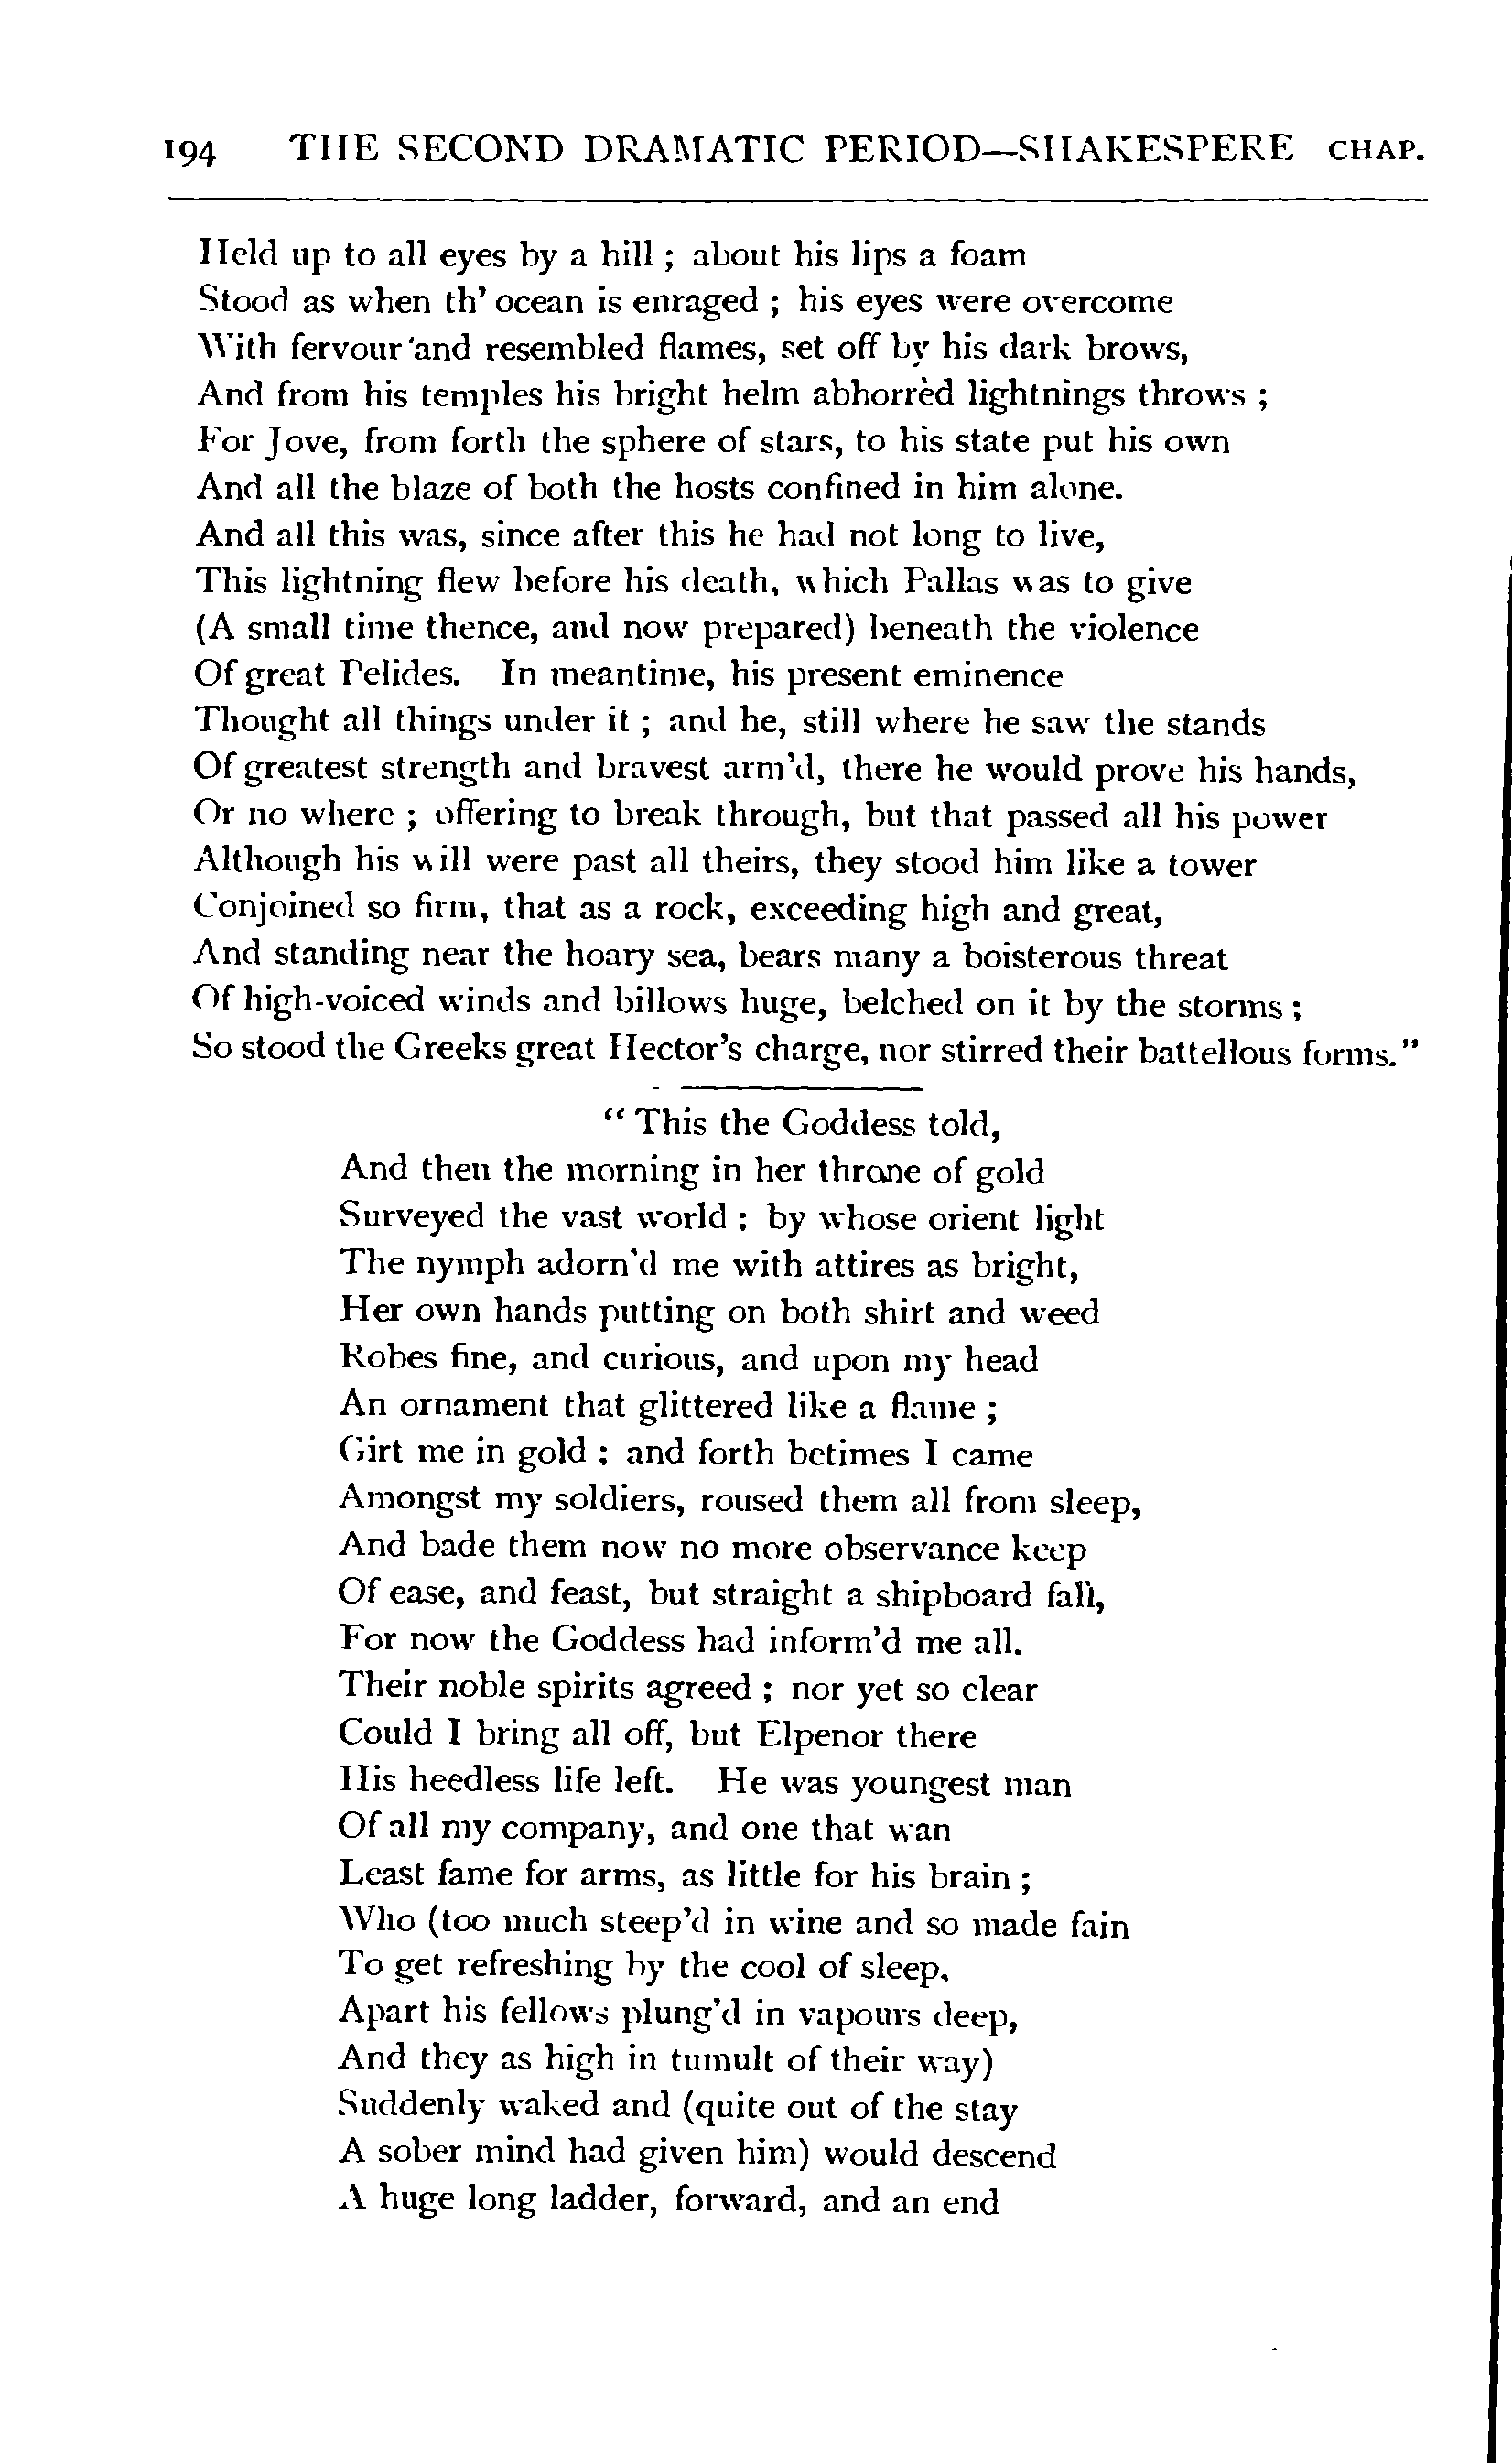 194 THE SECOND DRAMATIC PERIOD—SHAKESPERE CHAP.
Held up to all eyes by a hill ; about his lips a foam
Stood as when th' ocean is enraged ; his eyes were overcome
With fervour 'and resembled flames, set off by his dark brows,
And from his temples his bright helm abhorrèd lightnings throws ;
For Jove, from forth the sphere of stars, to his state put his own
And all the blaze of both the hosts confined in him alone.
And all this was, since after this he had not long to live,
This lightning flew before his death, which Pallas was to give
(A small time thence, and now prepared) beneath the violence
Of great Pelides. In meantime, his present eminence
Thought all things under it ; and he, still where he saw the stands
Of greatest strength and bravest arm'd, there he would prove his hands,
Or no where ; offering to break through, but that passed all his power
Although his will were past all theirs, they stood him like a tower
Conjoined so firm, that as a rock, exceeding high and great,
And standing near the hoary sea, bears many a boisterous threat
Of high-voiced winds and billows huge, belched on it by the storms ;
So stood the Greeks great Hector's charge, nor stirred their battellous forms."
" This the Goddess told,
And then the morning in her throne of gold
Surveyed the vast world ; by whose orient light
The nymph adorn'd me with attires as bright,
Her own hands putting on both shirt and weed
Robes fine, and curious, and upon my head
An ornament that glittered like a flame ;
Girt me in gold ; and forth betimes I came
Amongst my soldiers, roused them all from sleep,
And bade them now no more observance keep
Of ease, and feast, but straight a shipboard fall,
For now the Goddess had inform'd me all.
Their noble spirits agreed ; nor yet so clear
Could I bring all off, but Elpenor there
His heedless life left. He was youngest man
Of all my company, and one that wan
Least fame for arms, as little for his brain ;
Who (too much steep'd in wine and so made fain
To get refreshing by the cool of sleep,
Apart his fellows plung'd in vapours deep,
And they as high in tumult of their way)
Suddenly waked and (quite out of the stay
A sober mind had given him) would descend
A huge long ladder, forward, and an end